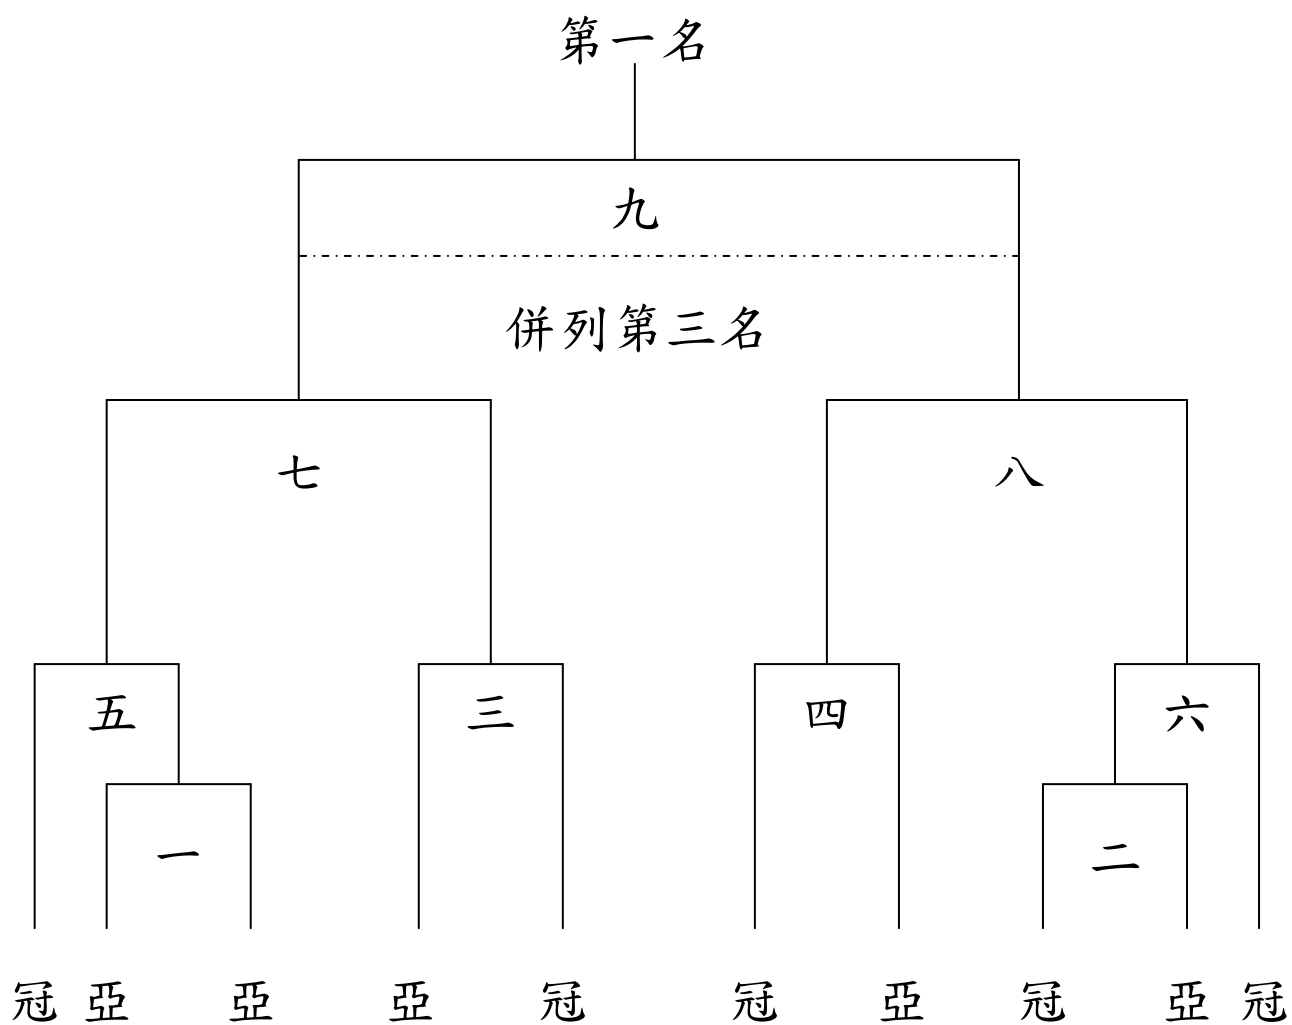 第一名
九
併列第三名
七 八
五 三 四 六
一 二
冠 亞 亞 亞 冠 冠 亞 冠 亞 冠